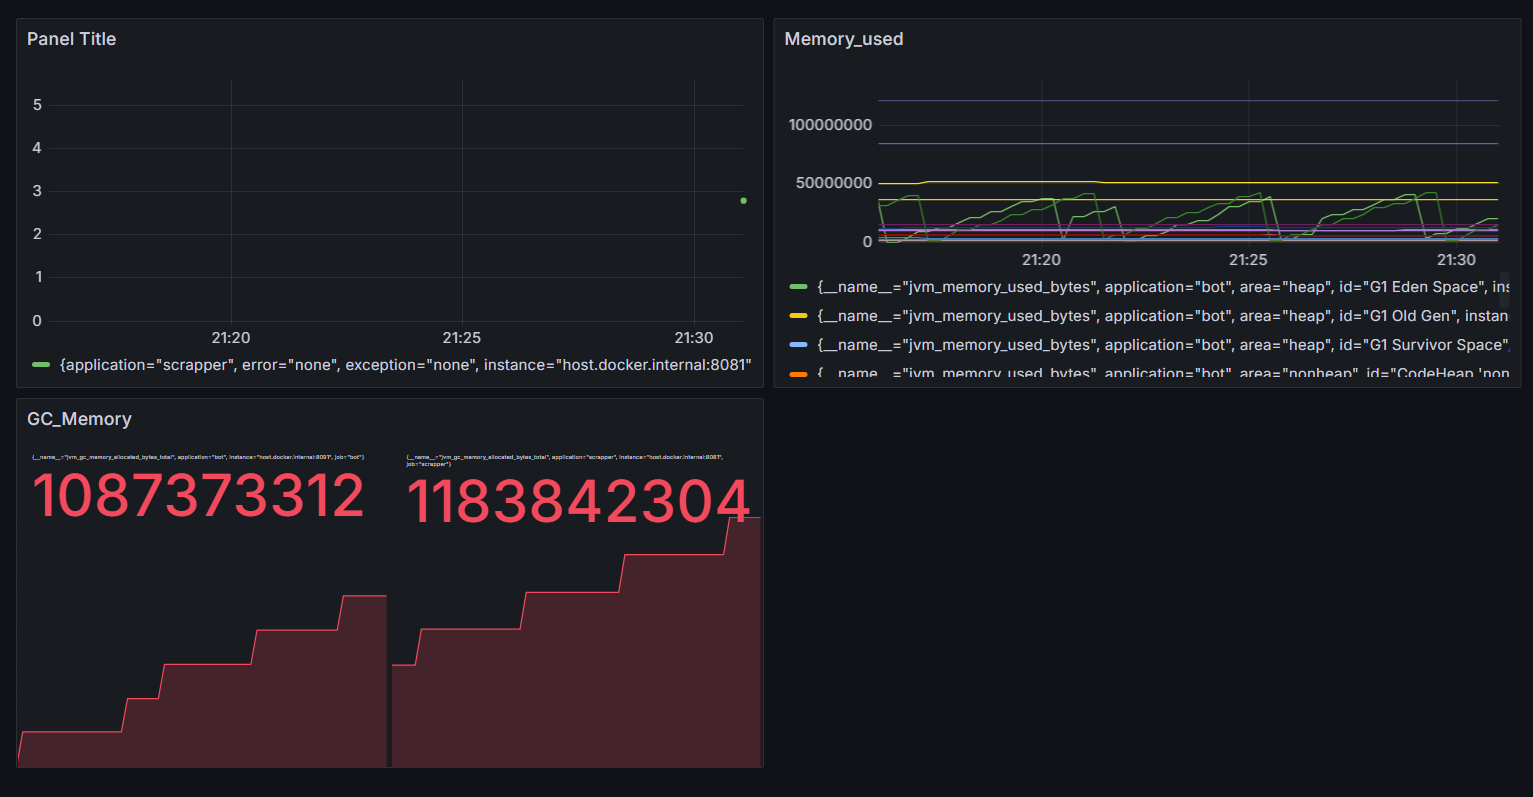 Panel Title
5
4
3
2
1
0
21:20 21:25 21:30
{application="scrapper", error="none", exception="none", instance="host.docker.internal:8081"
Memory_used
100000000
50000000
0
21:20 21:25 21:30
{__name__="jvm_memory_used_bytes", application="bot", area="heap", id="G1 Eden Space", ins
{__name__="jvm_memory_used_bytes", application="bot", area="heap", id="G1 Old Gen", instan
{__name__="jvm_memory_used_bytes", application="bot", area="heap", id="G1 Survivor Space",
{__name__="jvm_memory_used_bytes", application="bot", area="nonheap", id="CodeHeap 'non
GC_Memory
{__name__="jvm_gc_memory_allocated_bytes_total", application="bot", instance="host.docker.internal:8091", job="bot"}
1087373312
{__name__="jvm_gc_memory_allocated_bytes_total", application="scrapper", instance="host.docker.internal:8081",
job="scrapper"}
1183842304